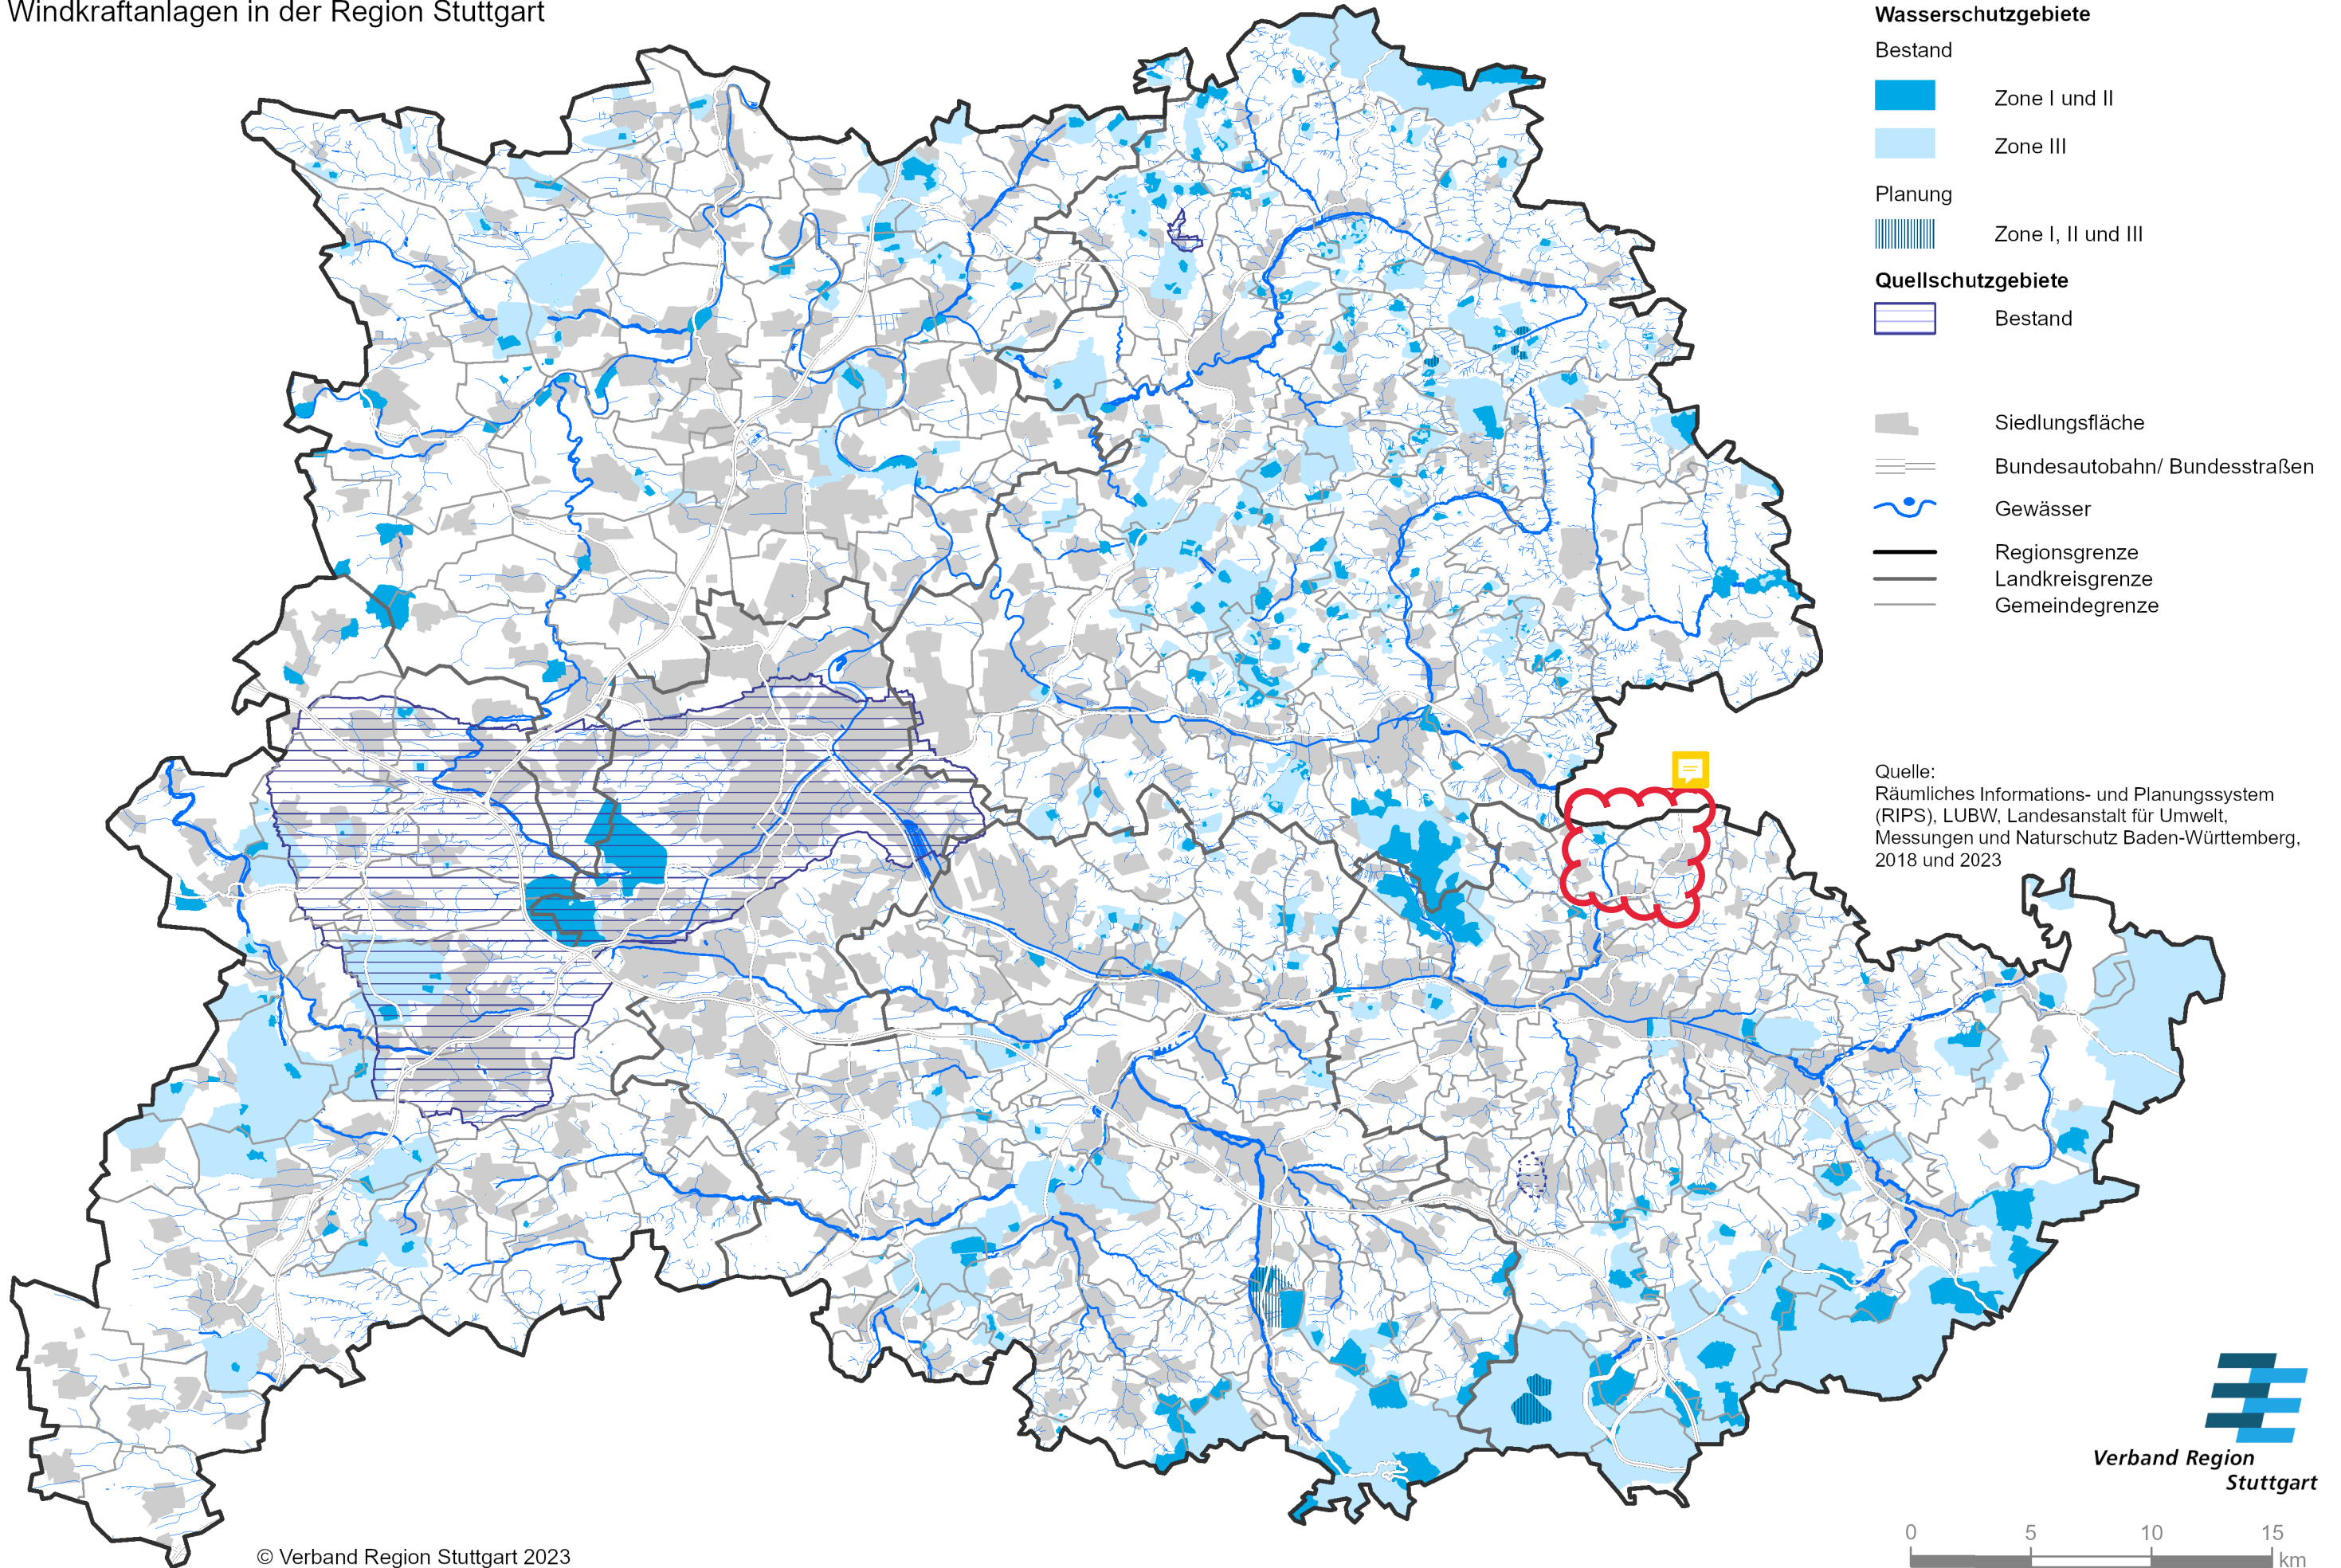 Windkraftanlagen in der Region Stuttgart
Wasserschutzgebiete
Bestand
Zone I und II
Zone III
Planung
Zone I, II und III
Quellschutzgebiete
Bestand
Siedlungsfläche
Bundesautobahn/ Bundesstraßen
Gewässer
Regionsgrenze
Landkreisgrenze
Gemeindegrenze
Quelle:
Räumliches Informations- und Planungssystem
(RIPS), LUBW, Landesanstalt für Umwelt,
Messungen und Naturschutz Baden-Württemberg,
2018 und 2023
Verband Region
Stuttgart
0 5 10 15
km
© Verband Region Stuttgart 2023